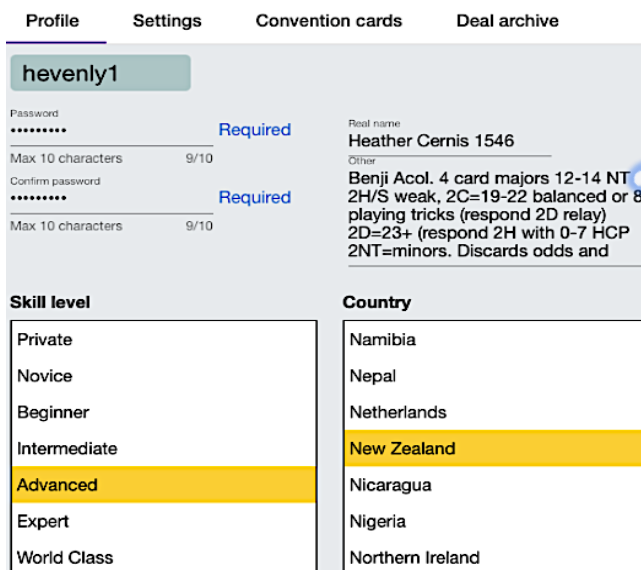 Profile Settings Convention cards Deal archive
hevenly1
Password
••••••••• Required
Max 10 characters 9/10
Confirm password
••••••••• Required
Max 10 characters 9/10
Real name
Heather Cernis 1546
Other
Benji Acol. 4 card majors 12-14 NT
2H/S weak, 2C=19-22 balanced or 8
playing tricks (respond 2D relay)
2D=23+ (respond 2H with 0-7 HCP
2NT=minors. Discards odds and
Skill level
Private
Novice
Beginner
Intermediate
Advanced
Expert
World Class
Country
Namibia
Nepal
Netherlands
New Zealand
Nicaragua
Nigeria
Northern Ireland